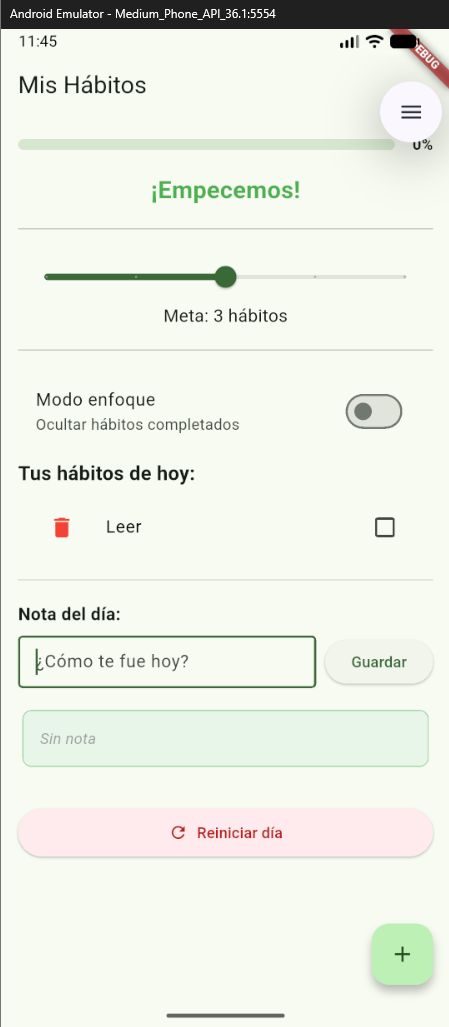 Android Emulator - Medium_Phone_API_36.1:5554
11:45
Mis Hábitos
0%
¡Empecemos!
Meta: 3 hábitos
Modo enfoque
Ocultar hábitos completados
Tus hábitos de hoy:
Leer
Nota del día:
¿Cómo te fue hoy?
Guardar
Sin nota
Reiniciar día